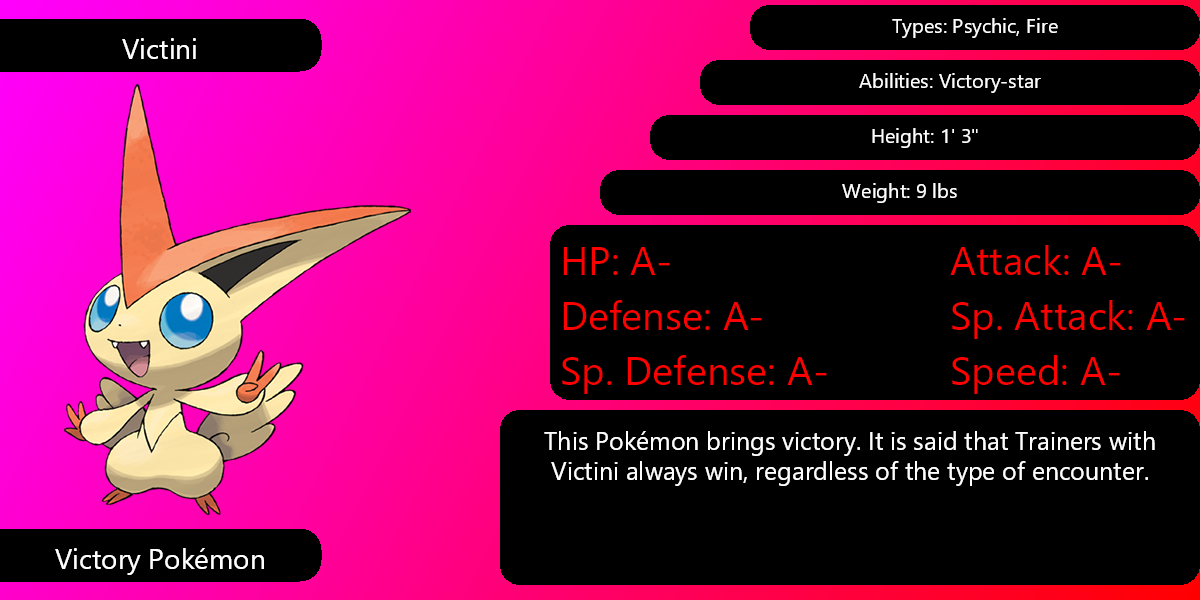 Victini
Types: Psychic, Fire
Abilities: Victory-star
Height: 1' 3"
Weight: 9 lbs
HP: A-
Attack: A-
Defense: A-
Sp. Attack: A-
Sp. Defense: A-
Speed: A-
This Pokémon brings victory. It is said that Trainers with
Victini always win, regardless of the type of encounter.
Victory Pokémon